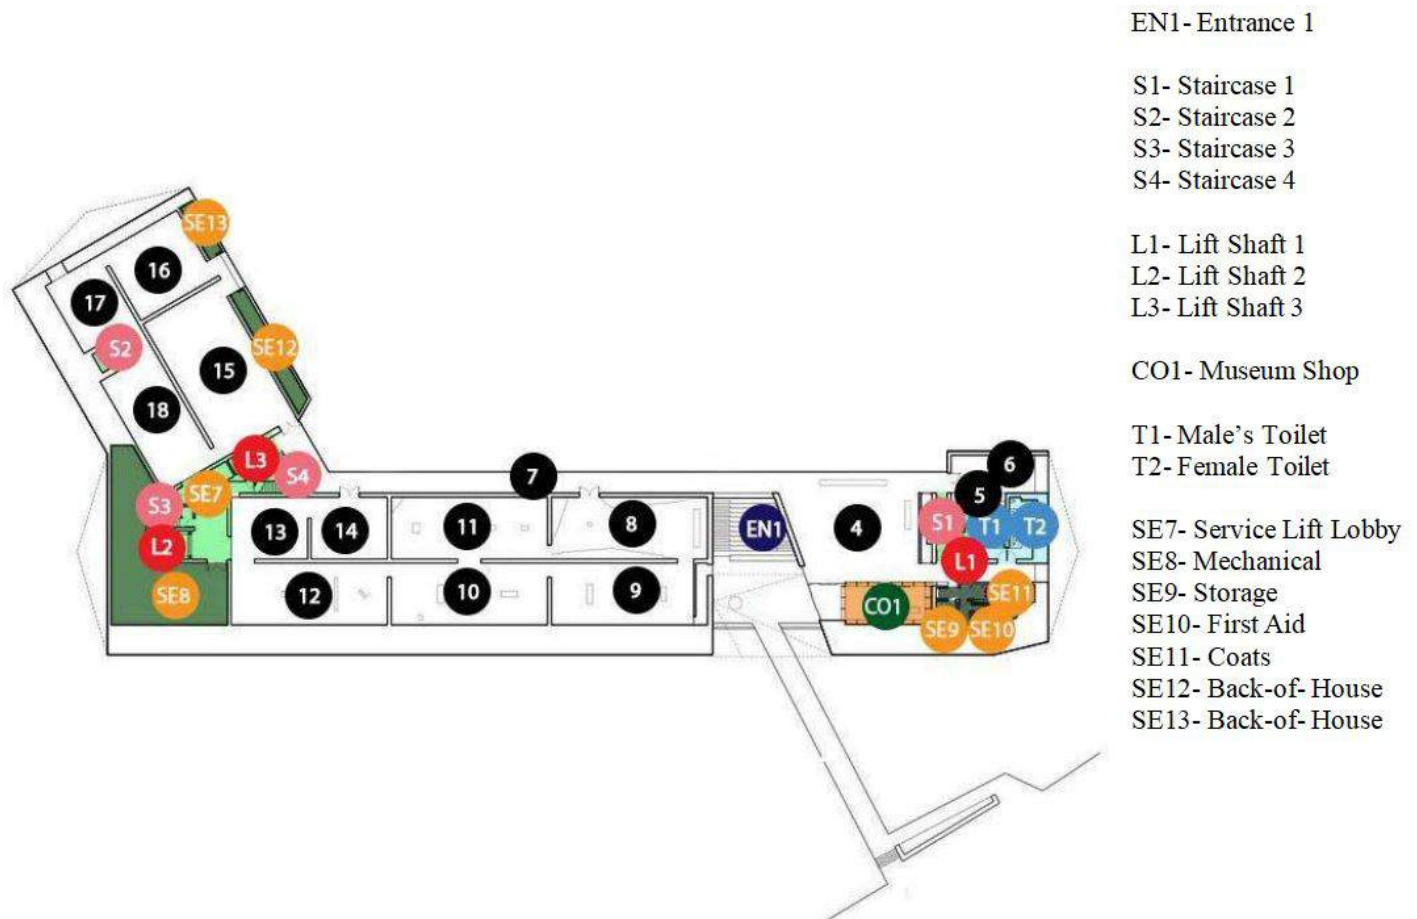 EN1- Entrance 1
S1- Staircase 1
S2- Staircase 2
S3- Staircase 3
S4- Staircase 4
L1- Lift Shaft 1
L2- Lift Shaft 2
L3- Lift Shaft 3
CO1- Museum Shop
T1- Male's Toilet
T2- Female Toilet
SE7- Service Lift Lobby
SE8- Mechanical
SE9- Storage
SE10- First Aid
SE11- Coats
SE12- Back-of- House
SE13- Back-of- House
SE13
16
17
S2
SE12
15
18
L3
S4
7
6
S3
SE7
5
13
14
11
8
EN1
4
S1
T1
T2
L2
L1
SE8
12
10
9
CO1
SE11
SE9
SE10